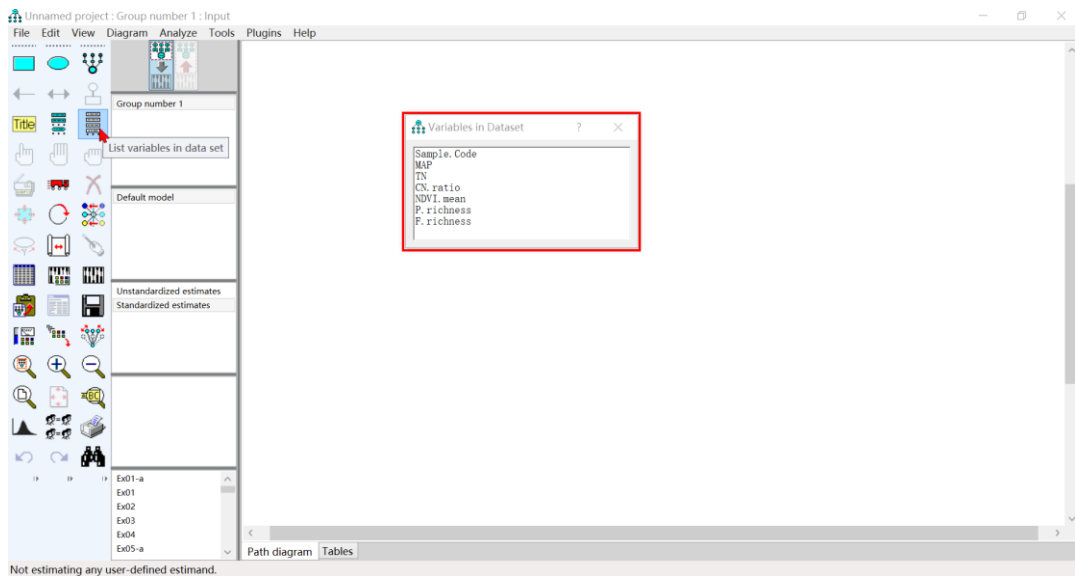 Unnamed project : Group number 1 : Input
File Edit View Diagram Analyze Tools Plugins Help
Group number 1
Title
List variables in data set
Default model
Unstandardized estimates
Standardized estimates
Ex01-a
Ex01
Ex02
Ex03
Ex04
Ex05-a
Variables in Dataset ?
Sample.Code
MAP
TN
CN.ratio
NDVI.mean
P.richness
F.richness
Path diagram Tables
Not estimating any user-defined estimand.